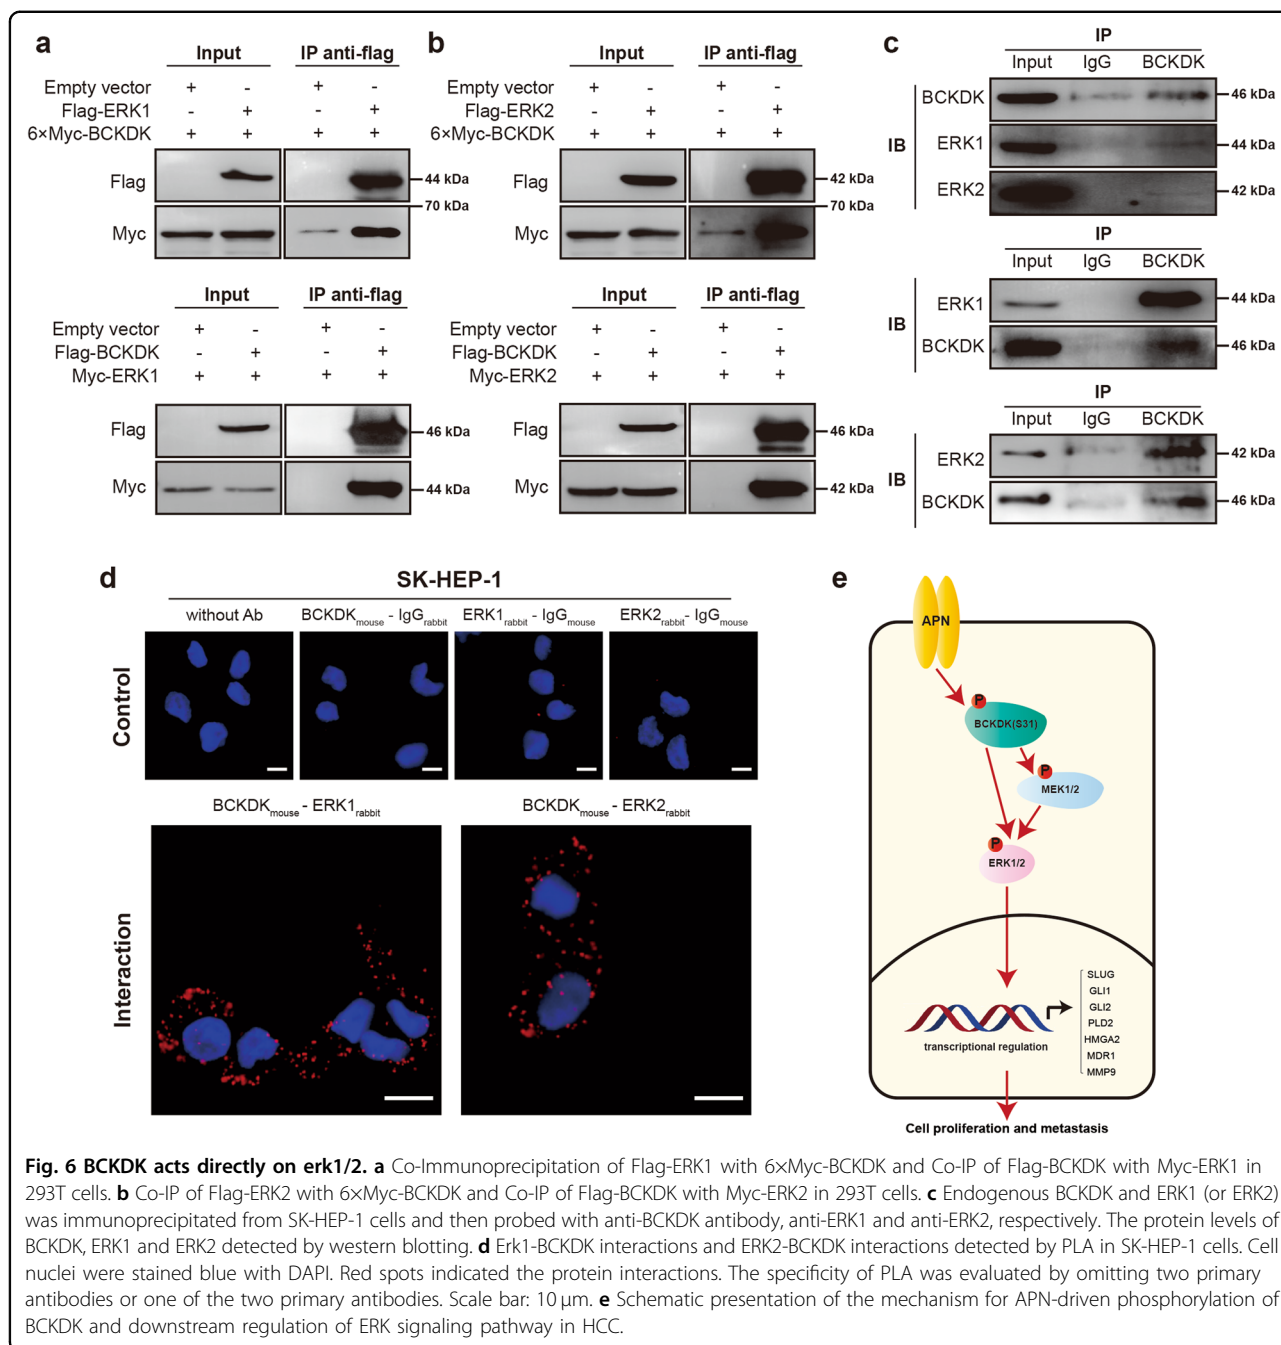 a
Input IP anti-flag
Empty vector + - + -
Flag-ERK1 - + - +
6×Myc-BCKDK + + + +
Flag 44 kDa
70 kDa
Myc
Input IP anti-flag
Empty vector + - + -
Flag-BCKDK - + - +
Myc-ERK1 + + + +
Flag 46 kDa
Myc 44 kDa
b
Input IP anti-flag
Empty vector + - + -
Flag-ERK2 - + - +
6×Myc-BCKDK + + + +
Flag 42 kDa
70 kDa
Myc
Input IP anti-flag
Empty vector + - + -
Flag-BCKDK - + - +
Myc-ERK2 + + + +
Flag 46 kDa
Myc 42 kDa
c
IP
Input IgG BCKDK
BCKDK 46 kDa
IB ERK1 44 kDa
ERK2 42 kDa
IP
Input IgG BCKDK
ERK1 44 kDa
IB
BCKDK 46 kDa
IP
Input IgG BCKDK
ERK2 42 kDa
IB
BCKDK 46 kDa
d
SK-HEP-1
without Ab BCKDKmouse - IgGrabbit ERK1rabbit - IgGmouse ERK2rabbit- IgGmouse
Control
BCKDKmouse - ERK1rabbit BCKDKmouse - ERK2rabbit
Interaction
e
APN
P
BCKDK(S31)
P
MEK1/2
P
ERK1/2
SLUG
GLI1
GLI2
PLD2
HMGA2
MDR1
MMP9
transcriptional regulation
Cell proliferation and metastasis
Fig. 6 BCKDK acts directly on erk1/2. a Co-Immunoprecipitation of Flag-ERK1 with 6×Myc-BCKDK and Co-IP of Flag-BCKDK with Myc-ERK1 in
293T cells. b Co-IP of Flag-ERK2 with 6×Myc-BCKDK and Co-IP of Flag-BCKDK with Myc-ERK2 in 293T cells. c Endogenous BCKDK and ERK1 (or ERK2)
was immunoprecipitated from SK-HEP-1 cells and then probed with anti-BCKDK antibody, anti-ERK1 and anti-ERK2, respectively. The protein levels of
BCKDK, ERK1 and ERK2 detected by western blotting. d Erk1-BCKDK interactions and ERK2-BCKDK interactions detected by PLA in SK-HEP-1 cells. Cell
nuclei were stained blue with DAPI. Red spots indicated the protein interactions. The specificity of PLA was evaluated by omitting two primary
antibodies or one of the two primary antibodies. Scale bar: 10 μm. e Schematic presentation of the mechanism for APN-driven phosphorylation of
BCKDK and downstream regulation of ERK signaling pathway in HCC.